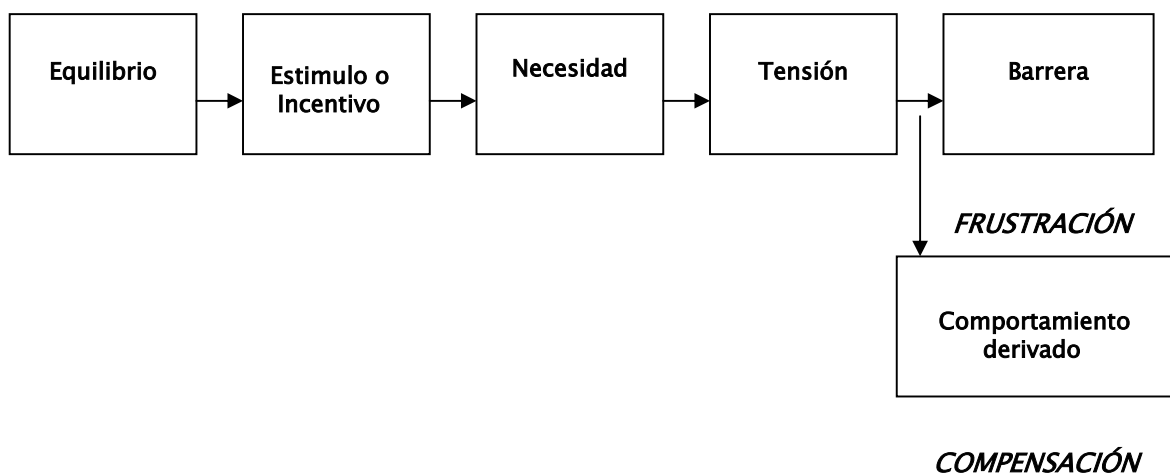 Equilibrio
Estimulo o
Incentivo
Necesidad
Tensión
Barrera
FRUSTRACIÓN
Comportamiento
derivado
COMPENSACIÓN